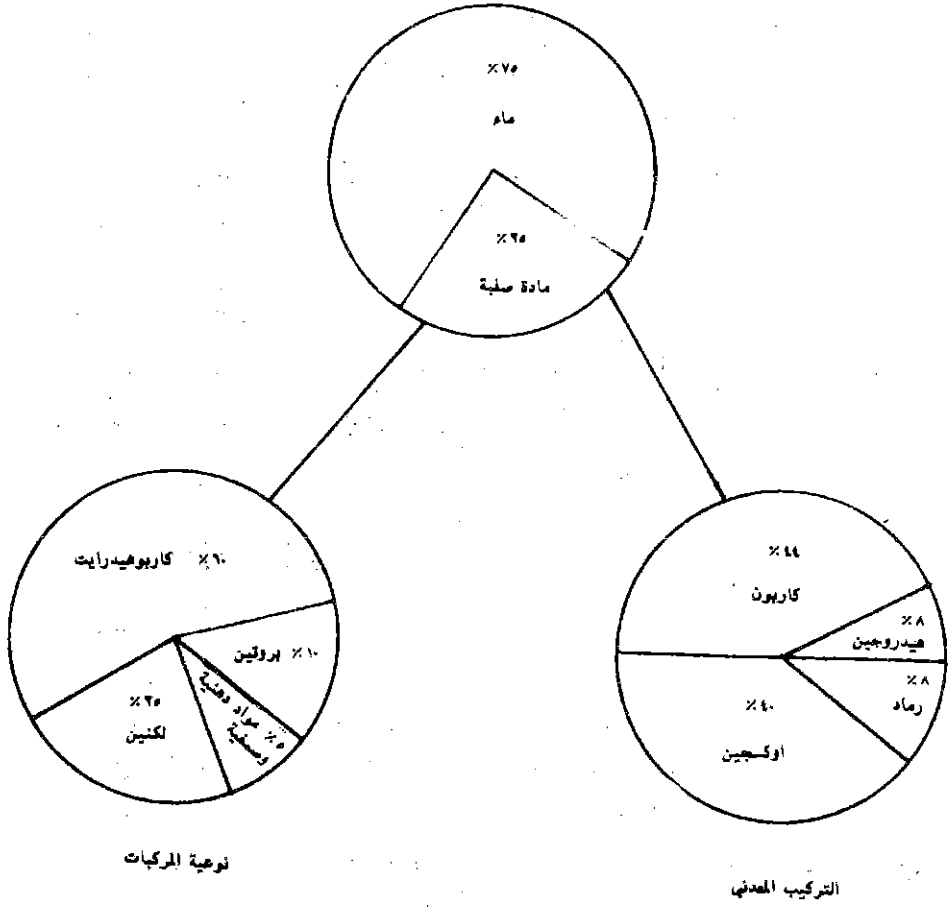 ٪ ٧٥
ماء
٪ ٢٥
مادة صلبة
٪ ٦٠ كاربوهيدرايت
٪ ١٠ بروتين
٪ ٥ مواد دهنية
وصمغية
٪ ٢٥
لكنين
نوعية المركبات
٪ ٤٤
كاربون
٪ ٨
هيدروجين
٪ ٨
رماد
٪ ٤٠
اوكسجين
التركيب المعدني